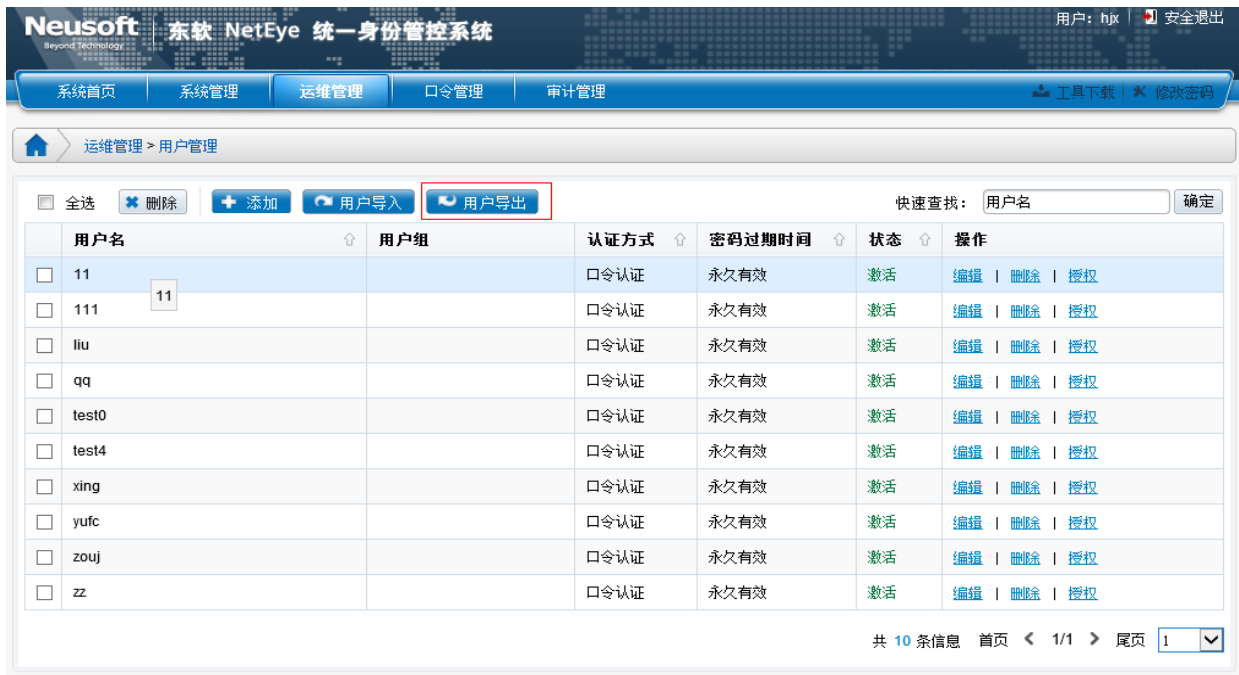 Neusoft 东软 NetEye 统一身份管控系统 用户: hjx 安全退出
Beyond Technology
系统首页 系统管理 运维管理 口令管理 审计管理 工具下载 修改密码
运维管理 > 用户管理
全选 删除 添加 用户导入 用户导出 快速查找: 用户名 确定
用户名 用户组 认证方式 密码过期时间 状态 操作
11 口令认证 永久有效 激活 编辑 | 删除 | 授权
11
111 口令认证 永久有效 激活 编辑 | 删除 | 授权
liu 口令认证 永久有效 激活 编辑 | 删除 | 授权
qq 口令认证 永久有效 激活 编辑 | 删除 | 授权
test0 口令认证 永久有效 激活 编辑 | 删除 | 授权
test4 口令认证 永久有效 激活 编辑 | 删除 | 授权
xing 口令认证 永久有效 激活 编辑 | 删除 | 授权
yufc 口令认证 永久有效 激活 编辑 | 删除 | 授权
zouj 口令认证 永久有效 激活 编辑 | 删除 | 授权
zz 口令认证 永久有效 激活 编辑 | 删除 | 授权
共 10 条信息 首页 < 1/1 > 尾页 1